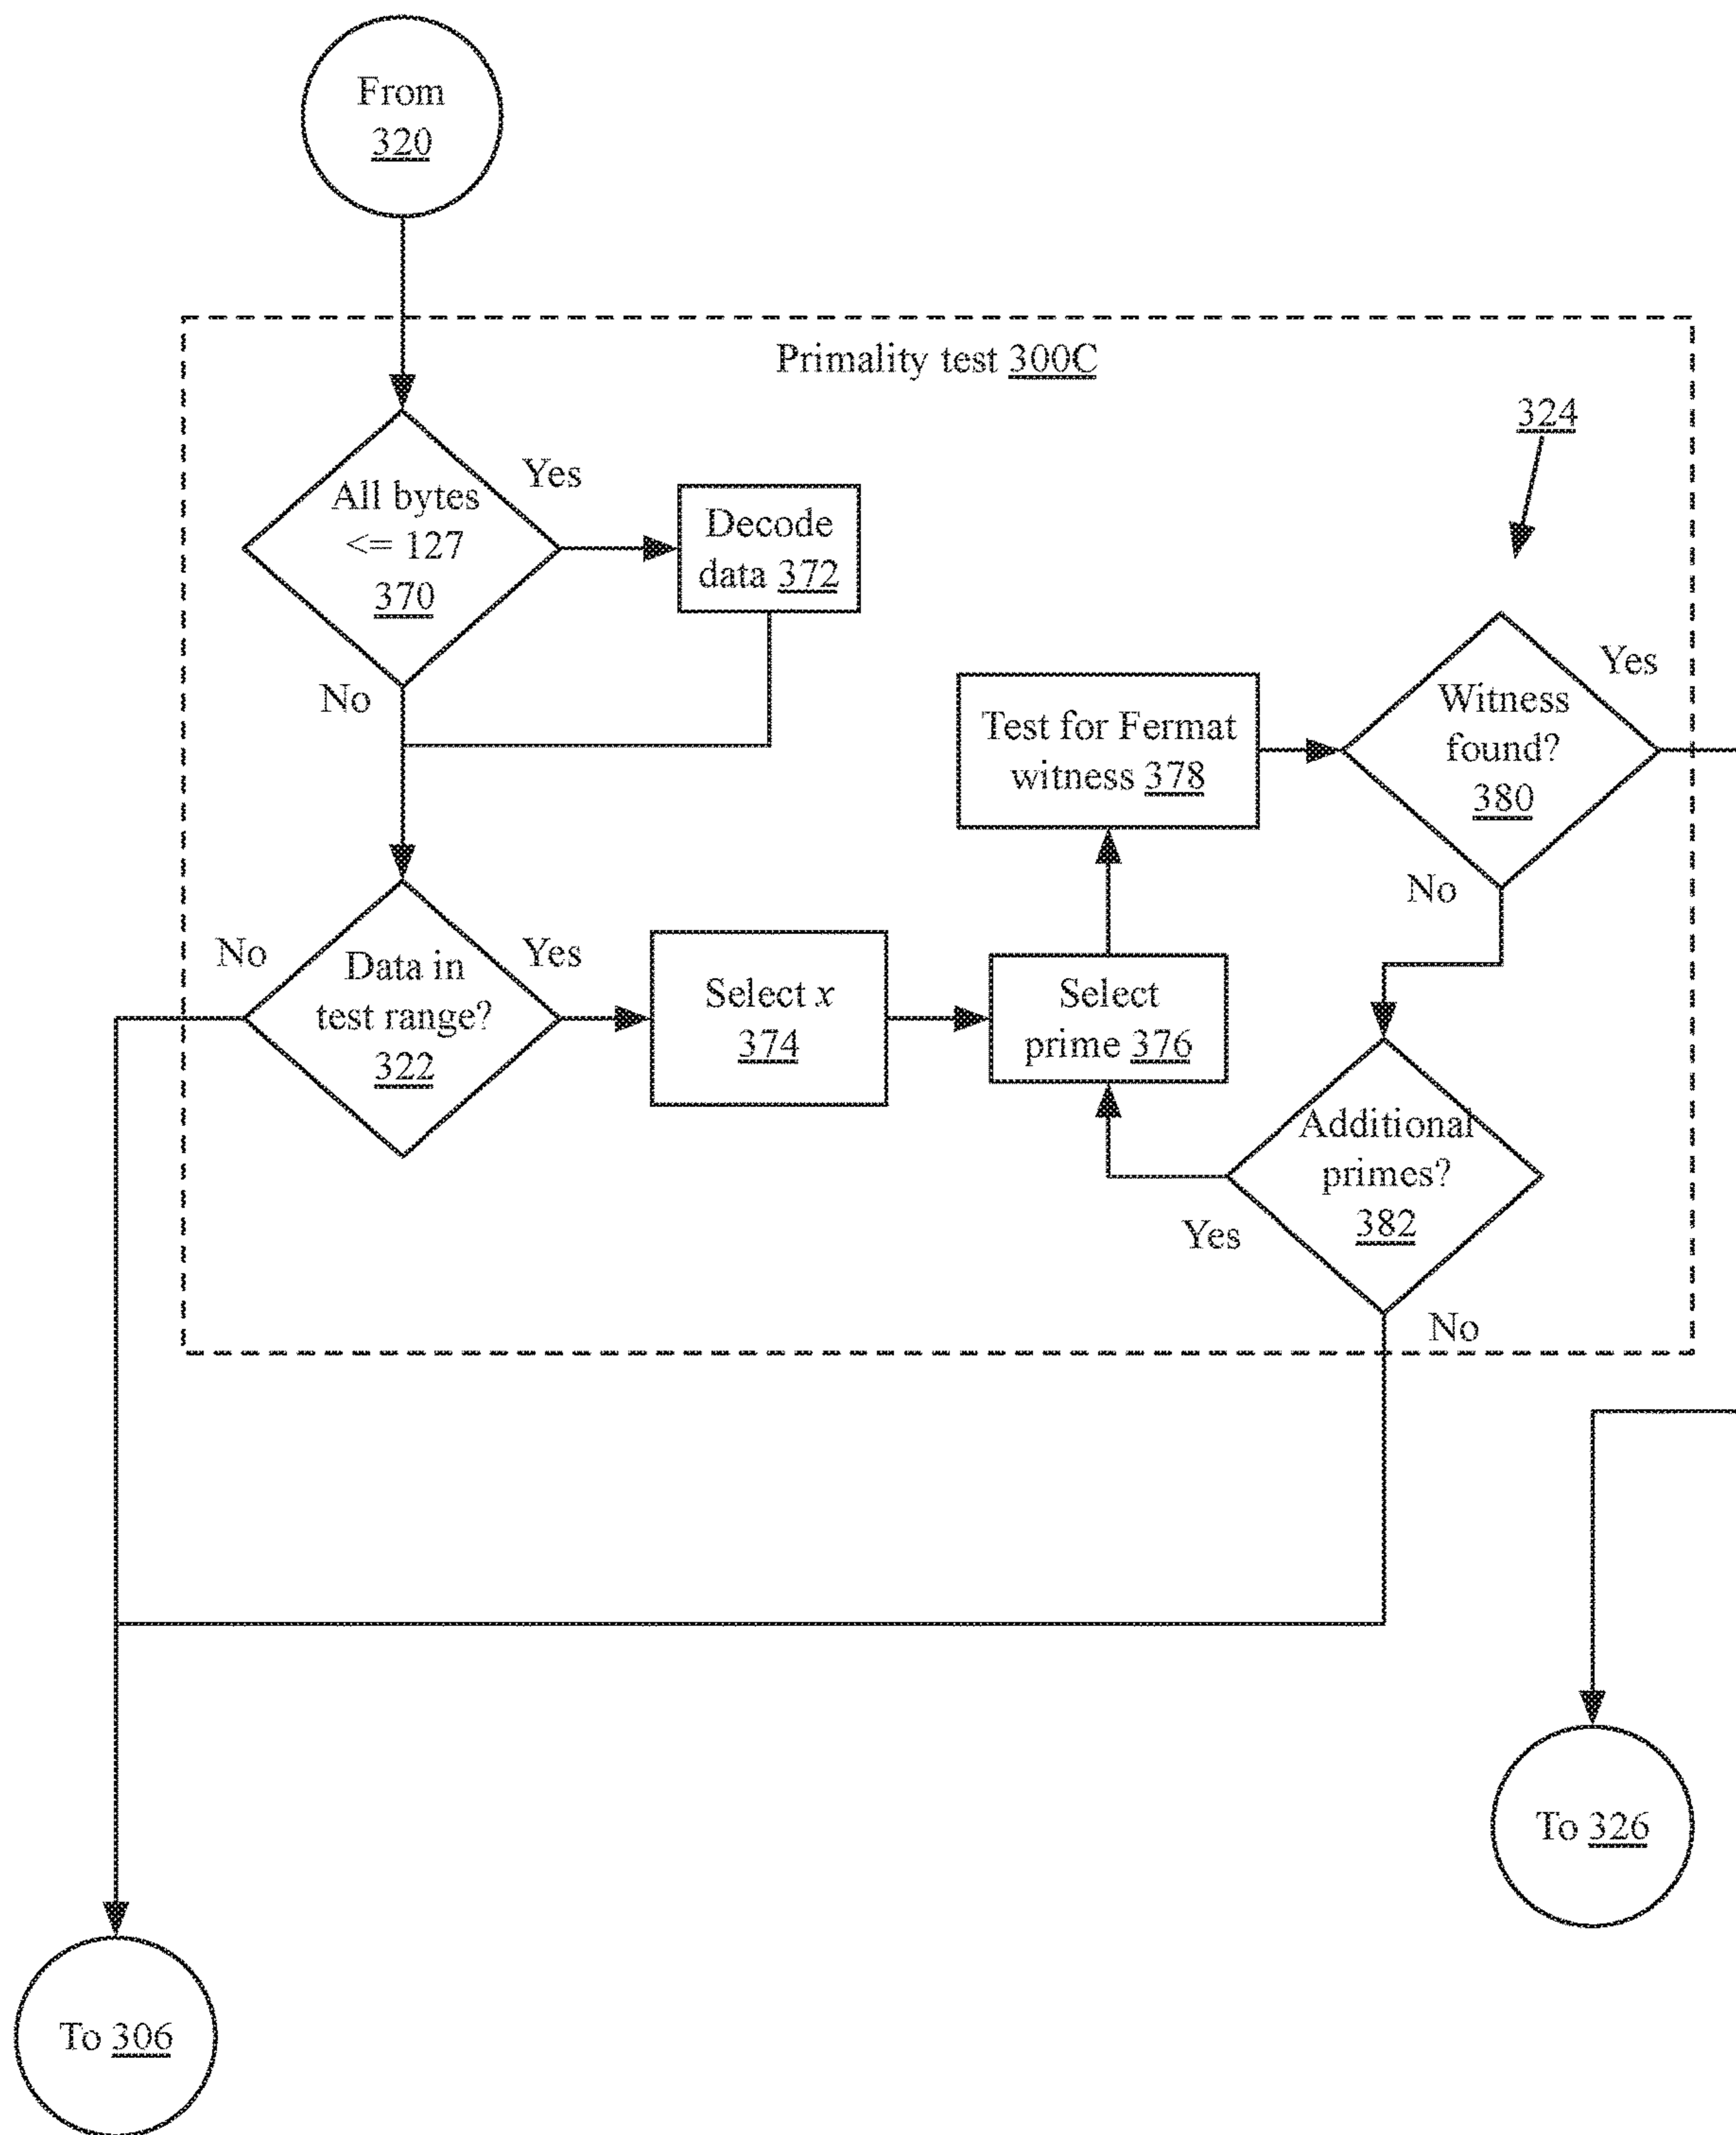 From
320
Primality test 300C
324
Yes
All bytes
<= 127
370
No
Decode
data 372
Test for Fermat
witness 378
Yes
Witness
found?
380
No
No
Data in
test range?
322
Yes
Select x
374
Select
prime 376
Additional
primes?
382
Yes
No
To 326
To 306